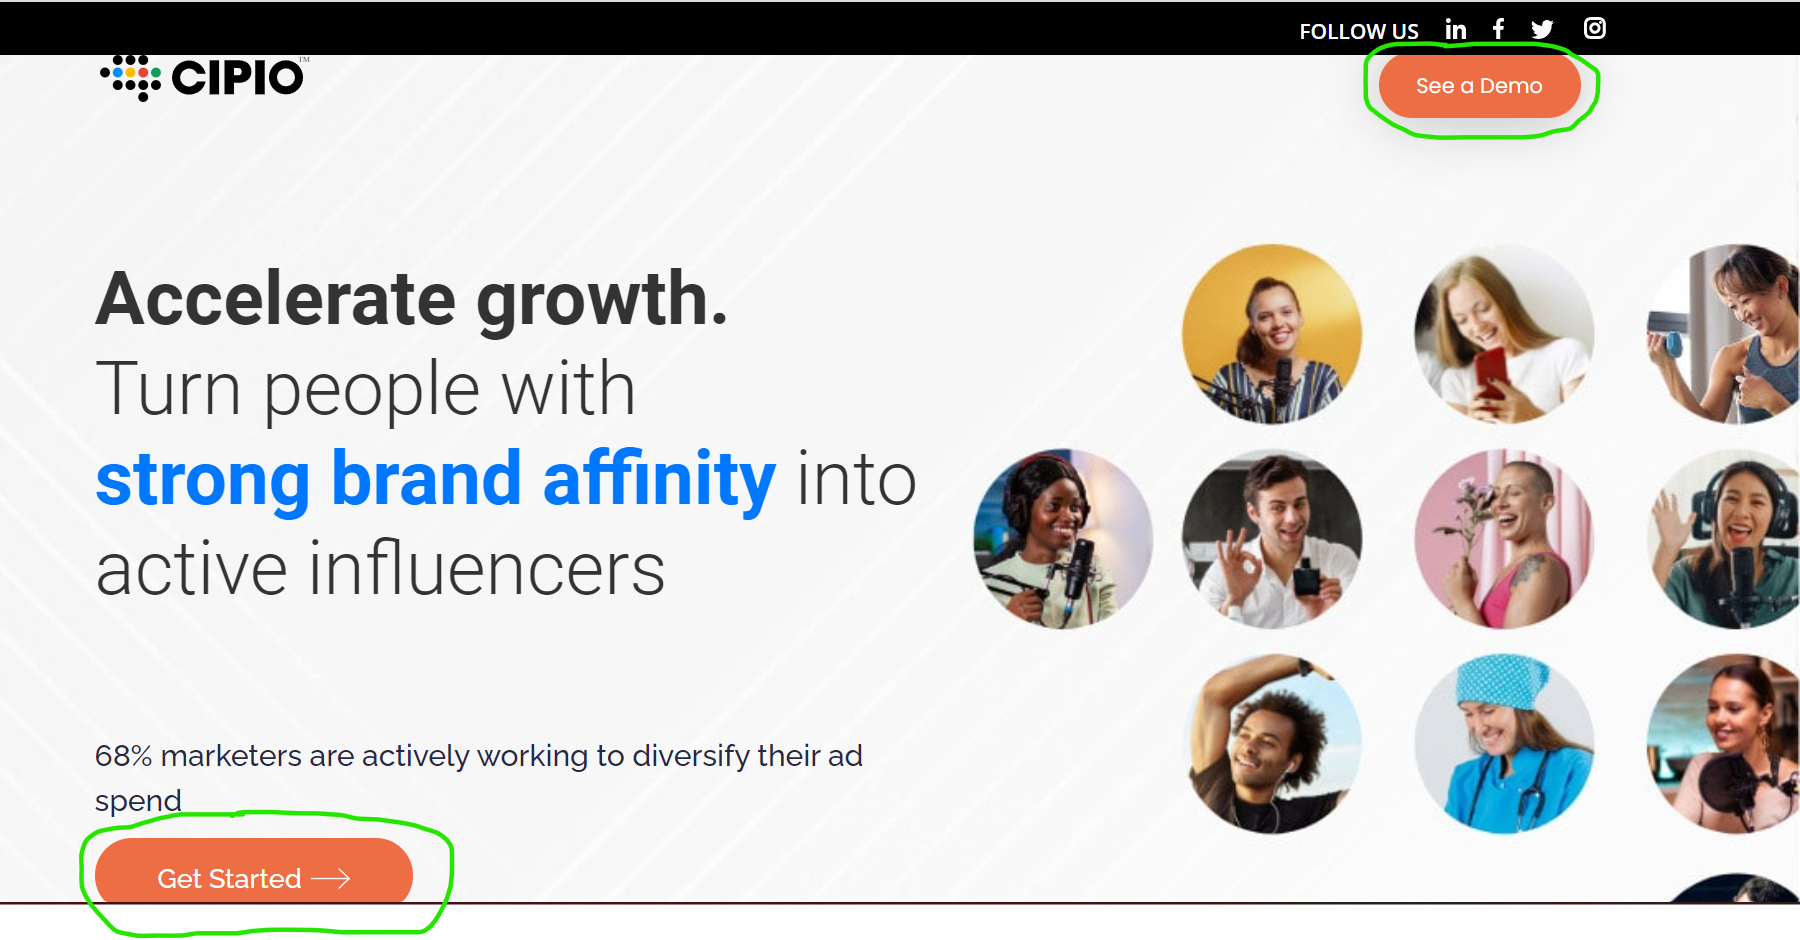 FOLLOW US
CIPIO™
See a Demo
Accelerate growth.
Turn people with
strong brand affinity into
active influencers
68% marketers are actively working to diversify their ad
spend
Get Started